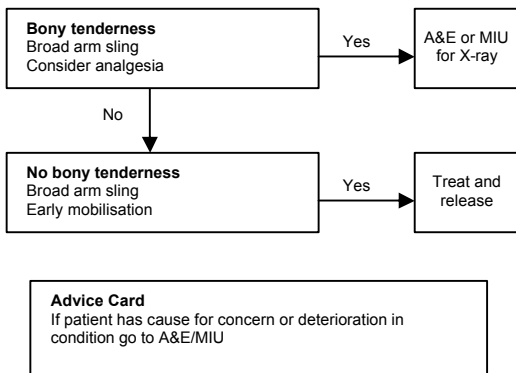 Bony tenderness
Broad arm sling
Consider analgesia
Yes
A&E or MIU
for X-ray
No
No bony tenderness
Broad arm sling
Early mobilisation
Yes
Treat and
release
Advice Card
If patient has cause for concern or deterioration in
condition go to A&E/MIU